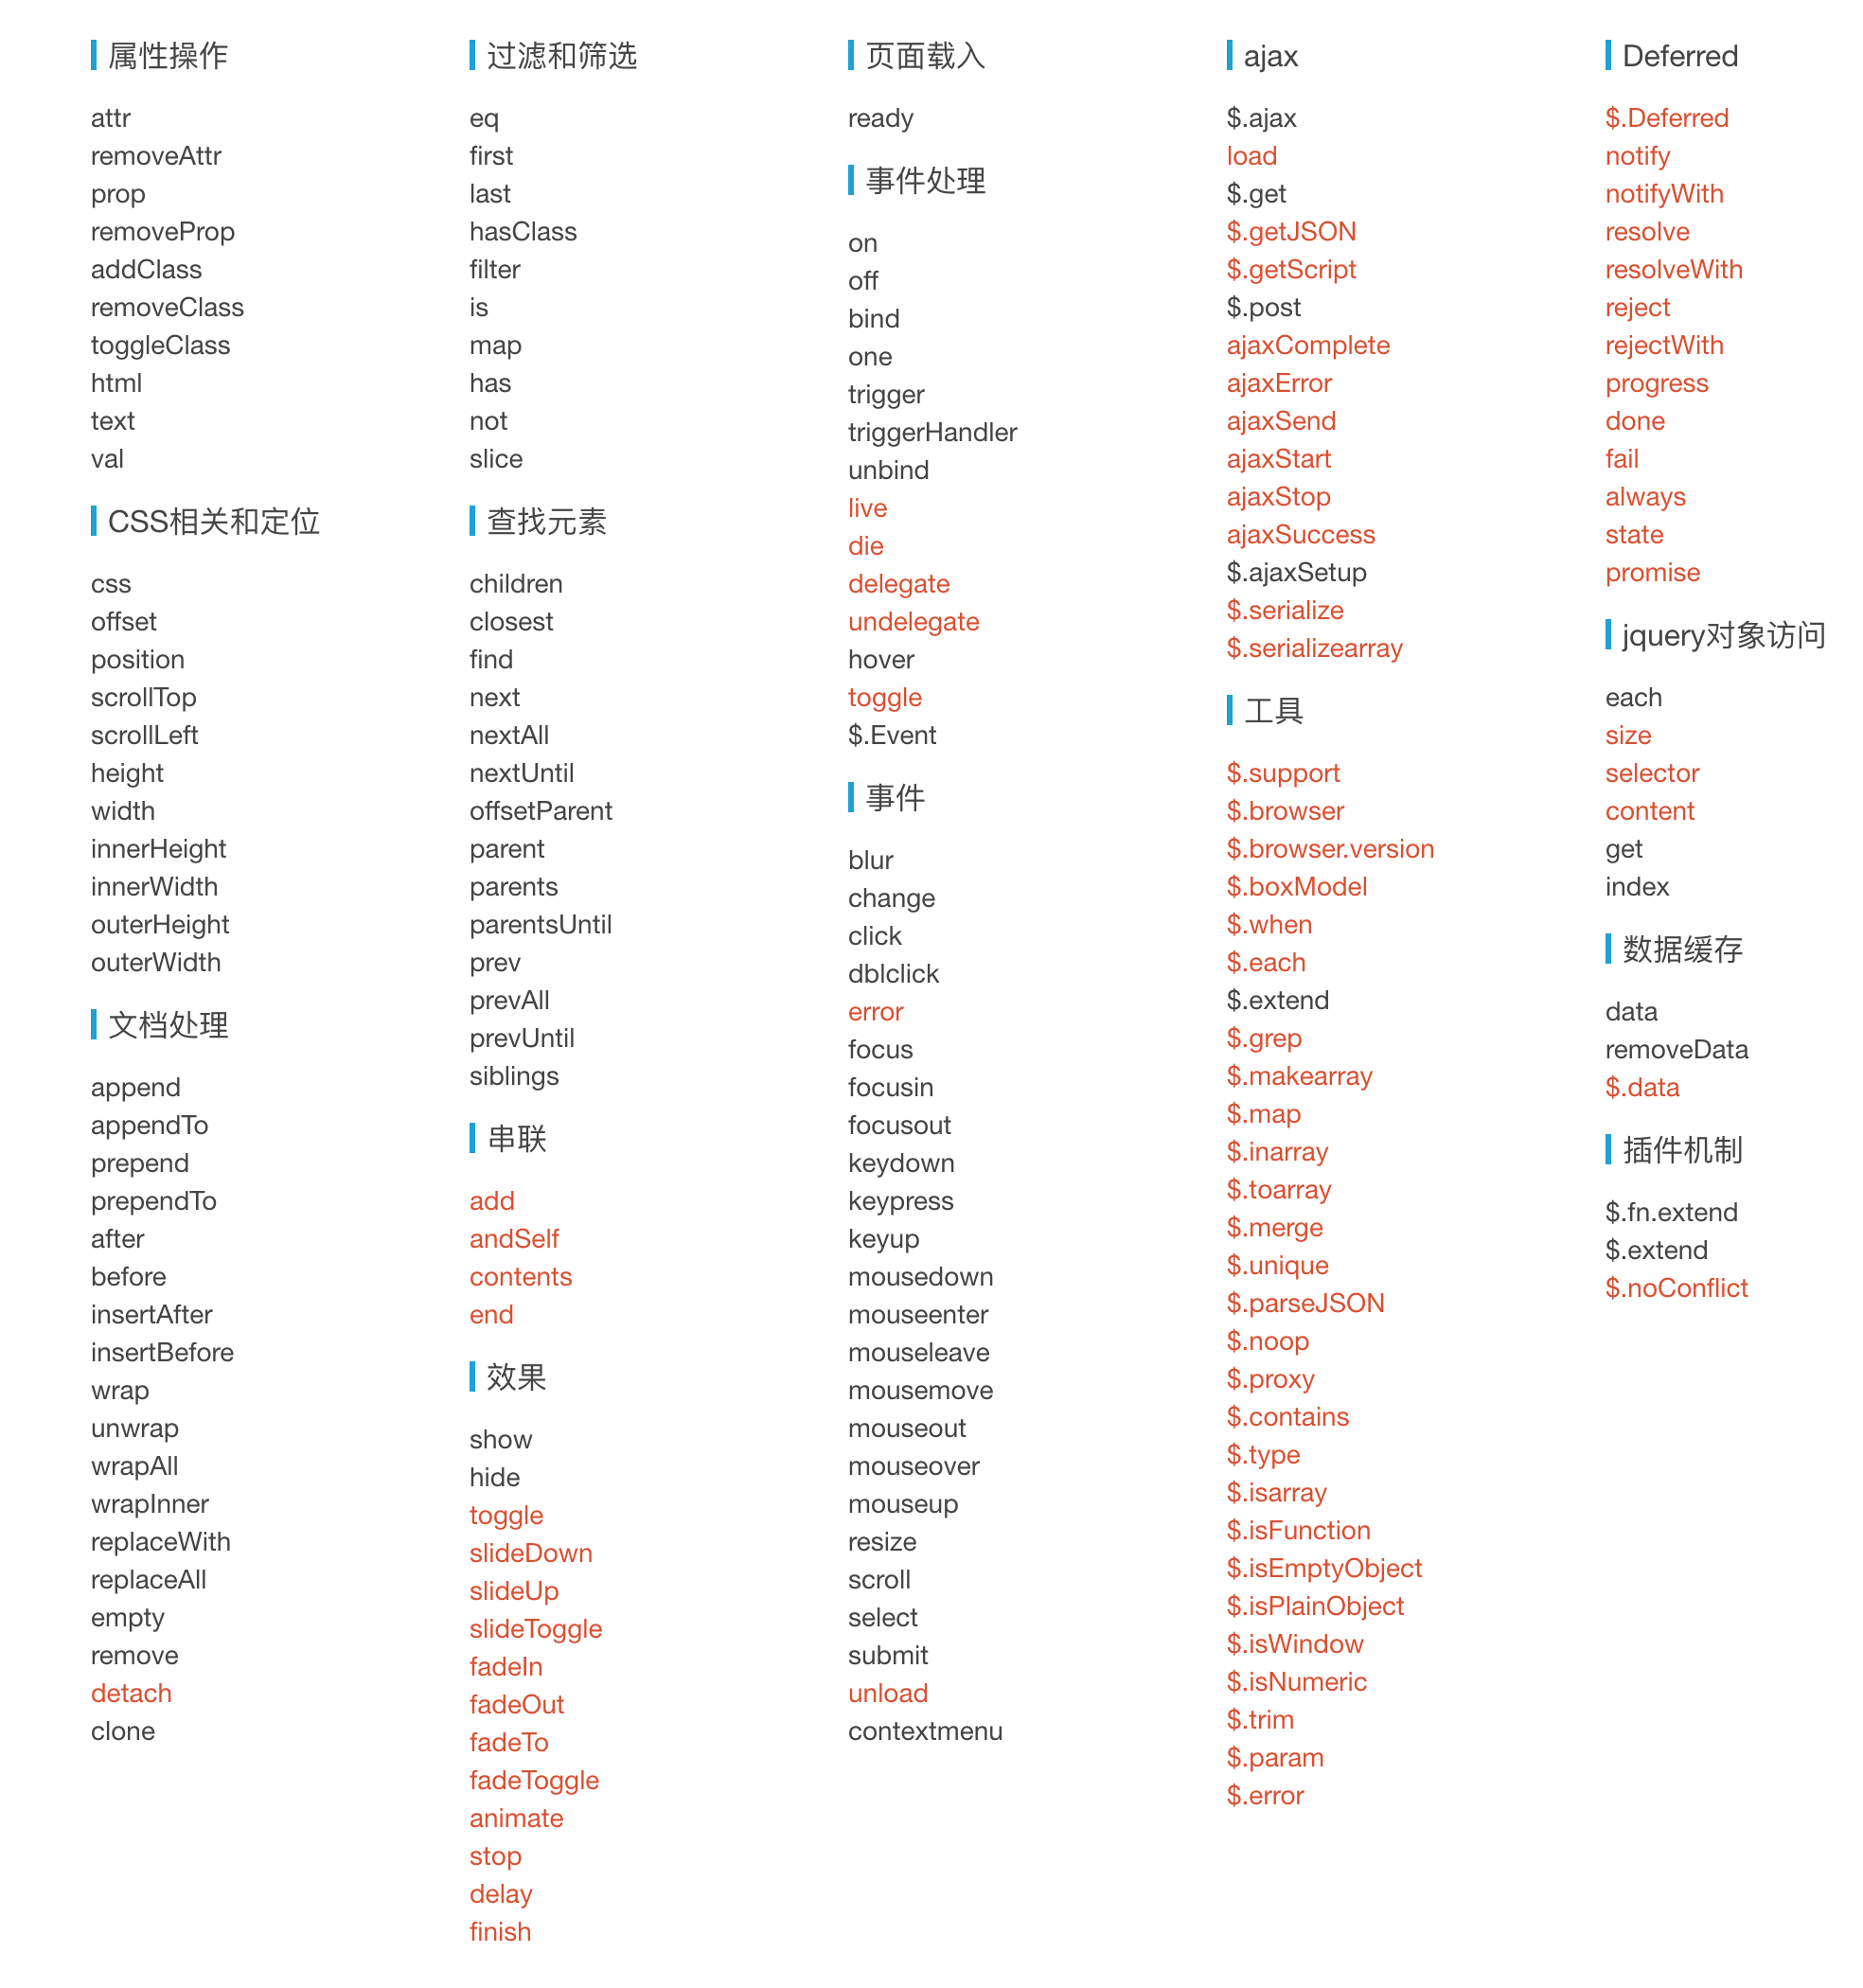 属性操作
attr
removeAttr
prop
removeProp
addClass
removeClass
toggleClass
html
text
val
CSS相关和定位
css
offset
position
scrollTop
scrollLeft
height
width
innerHeight
innerWidth
outerHeight
outerWidth
文档处理
append
appendTo
prepend
prependTo
after
before
insertAfter
insertBefore
wrap
unwrap
wrapAll
wrapInner
replaceWith
replaceAll
empty
remove
detach
clone
过滤和筛选
eq
first
last
hasClass
filter
is
map
has
not
slice
查找元素
children
closest
find
next
nextAll
nextUntil
offsetParent
parent
parents
parentsUntil
prev
prevAll
prevUntil
siblings
串联
add
andSelf
contents
end
效果
show
hide
toggle
slideDown
slideUp
slideToggle
fadeIn
fadeOut
fadeTo
fadeToggle
animate
stop
delay
finish
页面载入
ready
事件处理
on
off
bind
one
trigger
triggerHandler
unbind
live
die
delegate
undelegate
hover
toggle
$.Event
事件
blur
change
click
dblclick
error
focus
focusin
focusout
keydown
keypress
keyup
mousedown
mouseenter
mouseleave
mousemove
mouseout
mouseover
mouseup
resize
scroll
select
submit
unload
contextmenu
ajax
$.ajax
load
$.get
$.getJSON
$.getScript
$.post
ajaxComplete
ajaxError
ajaxSend
ajaxStart
ajaxStop
ajaxSuccess
$.ajaxSetup
$.serialize
$.serializearray
工具
$.support
$.browser
$.browser.version
$.boxModel
$.when
$.each
$.extend
$.grep
$.makearray
$.map
$.inarray
$.toarray
$.merge
$.unique
$.parseJSON
$.noop
$.proxy
$.contains
$.type
$.isarray
$.isFunction
$.isEmptyObject
$.isPlainObject
$.isWindow
$.isNumeric
$.trim
$.param
$.error
Deferred
$.Deferred
notify
notifyWith
resolve
resolveWith
reject
rejectWith
progress
done
fail
always
state
promise
jquery对象访问
each
size
selector
content
get
index
数据缓存
data
removeData
$.data
插件机制
$.fn.extend
$.extend
$.noConflict